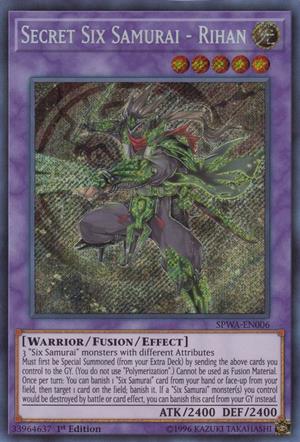 SECRET SIX SAMURAI - RIHAN
SPWA-EN006
[WARRIOR/FUSION/EFFECT]
3 "Six Samurai" monsters with different Attributes
Must first be Special Summoned (from your Extra Deck) by sending the above cards
you control to the GY. (You do not use "Polymerization".) Cannot be used as Fusion Material.
Once per turn: You can banish 1 "Six Samurai" card from your hand or face-up from your
field, then target 1 card on the field; banish it. If a "Six Samurai" monster(s) you control
would be destroyed by battle or card effect, you can banish this card from your GY instead.
ATK/2400 DEF/2400
33964637 1st Edition ©1996 KAZUKI TAKAHASHI